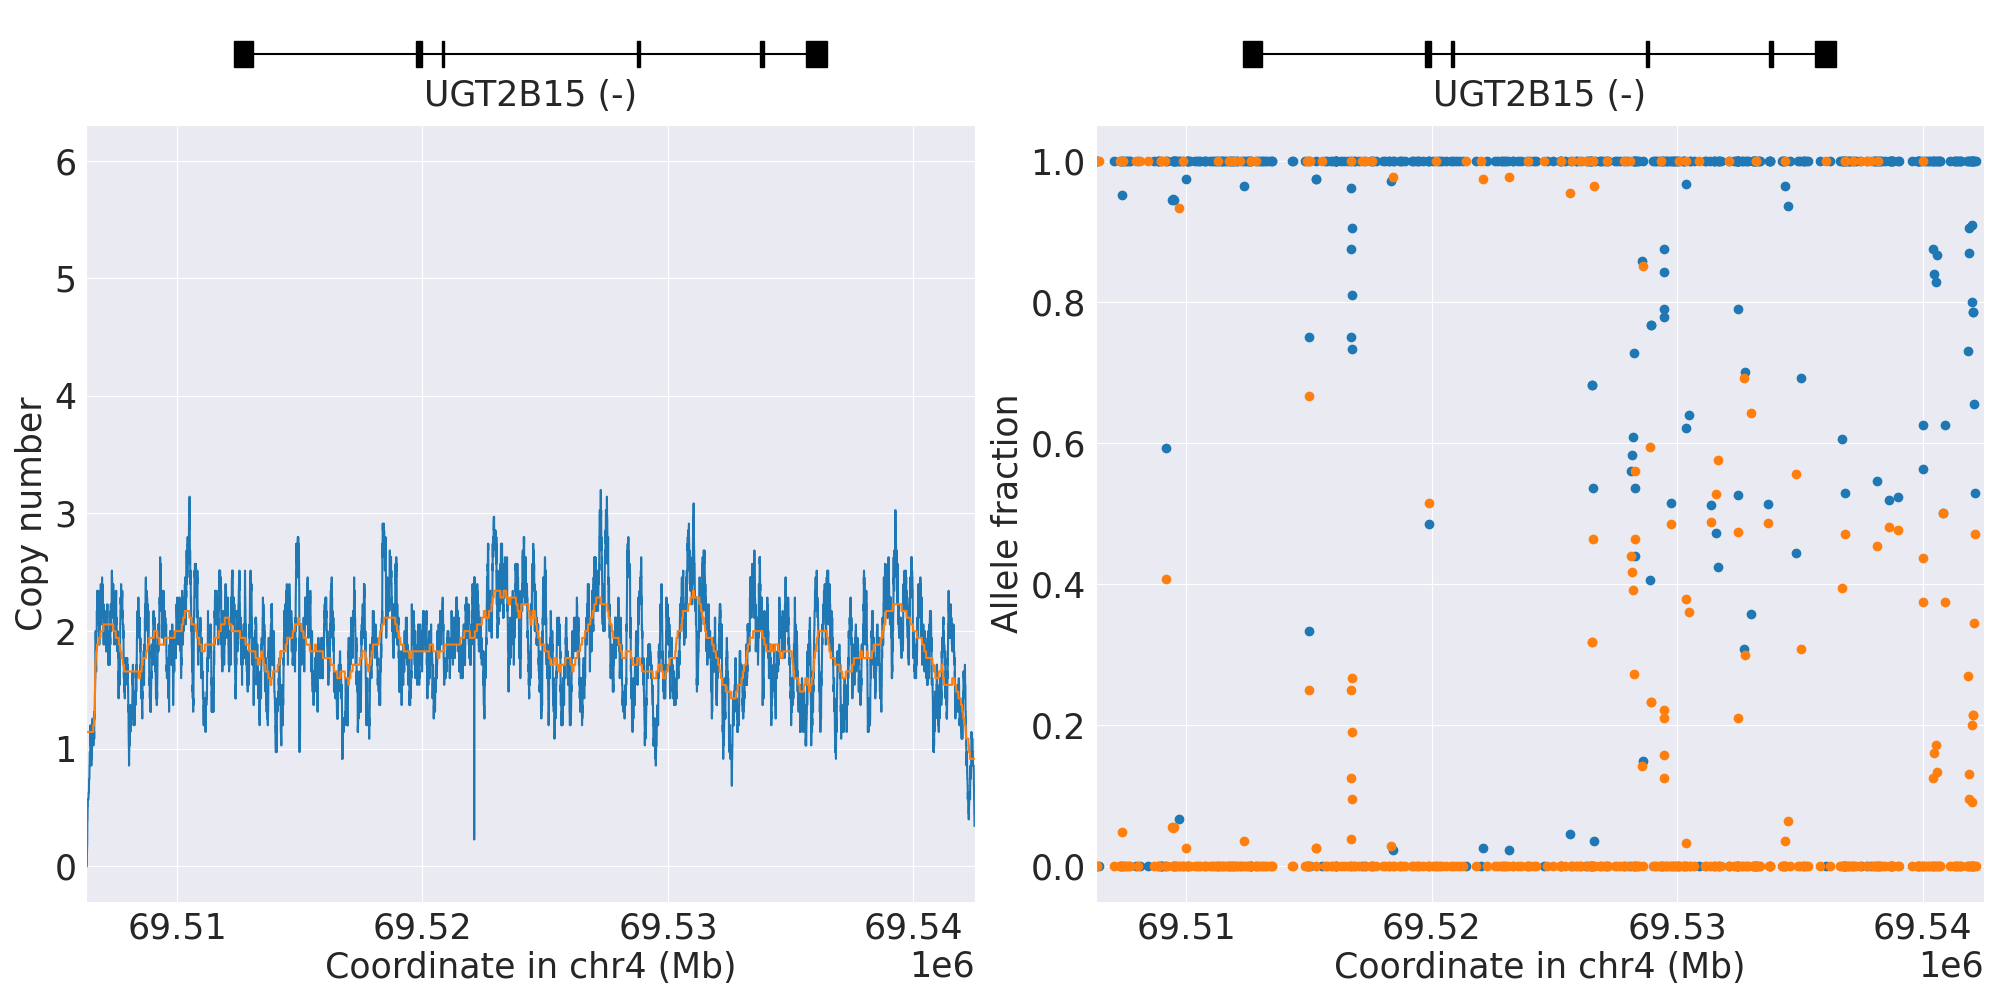 UGT2B15 (-)
6
5
4
3
2
1
0
Copy number
69.51 69.52 69.53 69.54
Coordinate in chr4 (Mb)
1e6
UGT2B15 (-)
1.0
0.8
0.6
0.4
0.2
0.0
Allele fraction
69.51 69.52 69.53 69.54
Coordinate in chr4 (Mb)
1e6